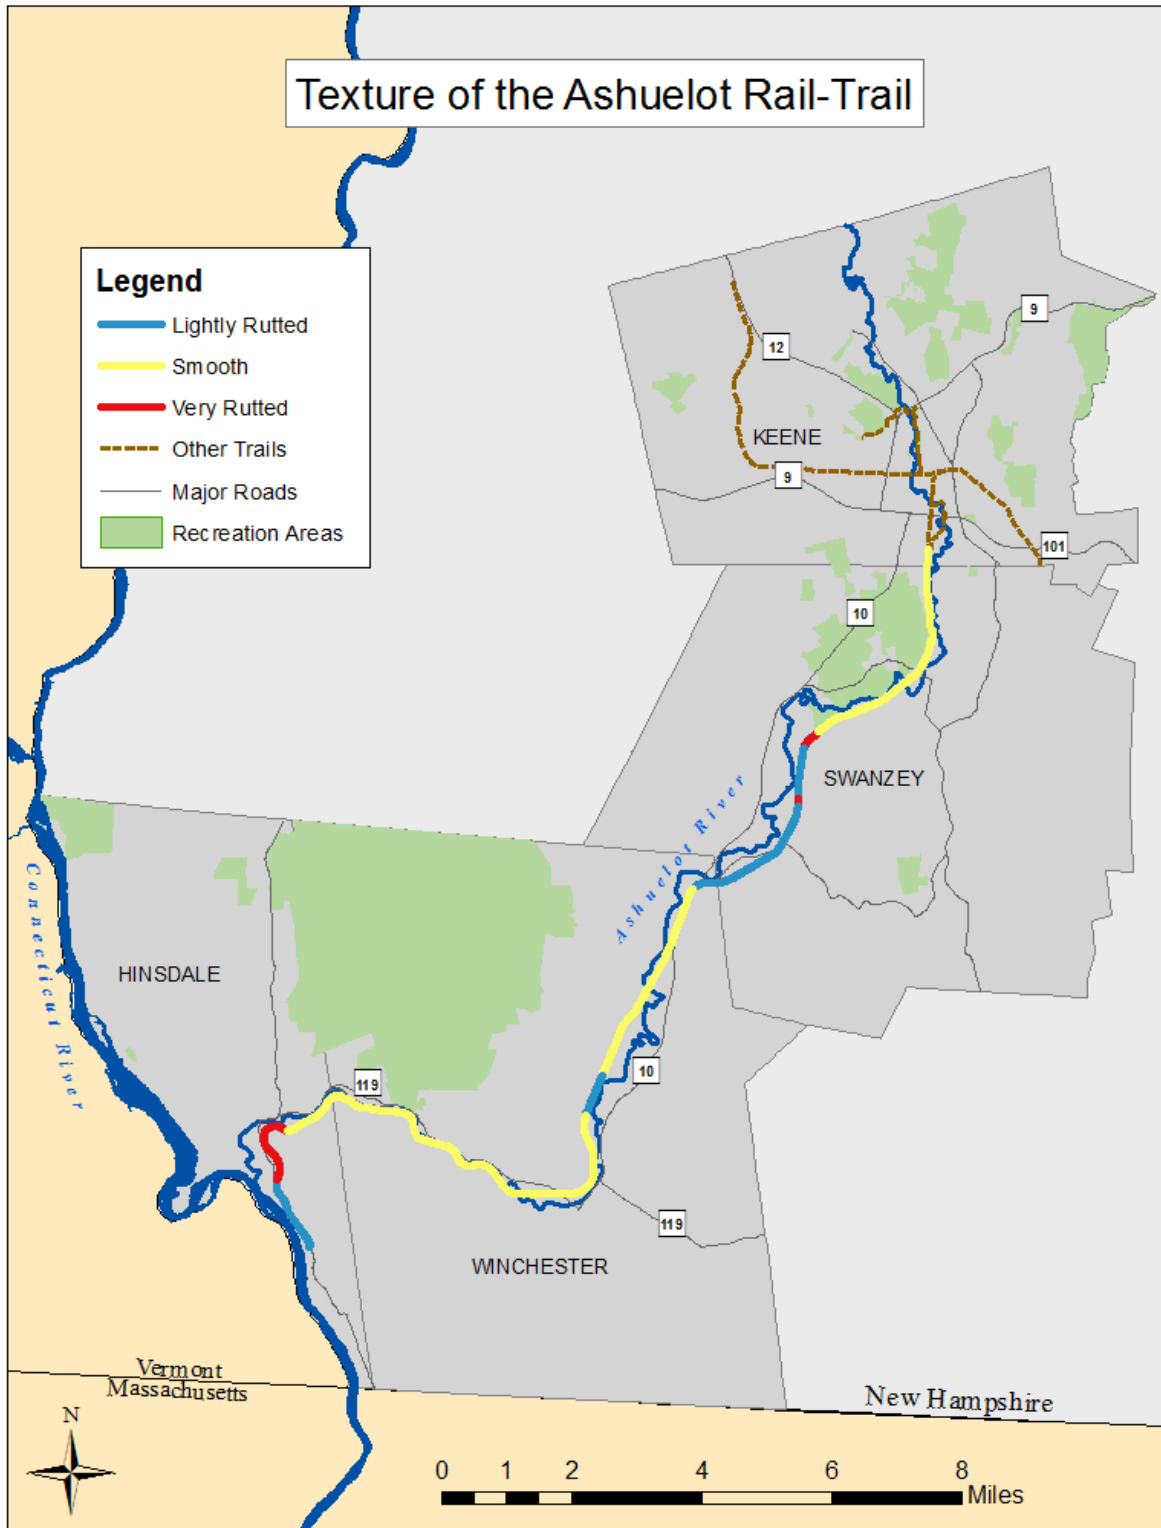 Texture of the Ashuelot Rail-Trail
Legend
Lightly Rutted
Smooth
Very Rutted
Other Trails
Major Roads
Recreation Areas
9
12
KEENE
9
101
10
SWANZEY
Ashuelot River
Connecticut River
HINSDALE
119
10
119
WINCHESTER
Vermont
Massachusetts
New Hampshire
N
0 1 2 4 6 8
Miles